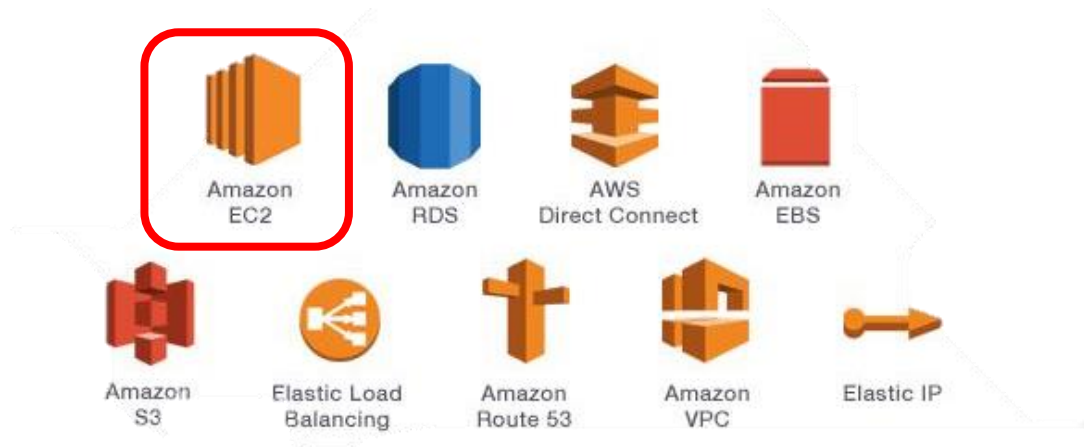 Amazon
EC2
Amazon
RDS
AWS
Direct Connect
Amazon
EBS
Amazon
S3
Elastic Load
Balancing
Amazon
Route 53
Amazon
VPC
Elastic IP